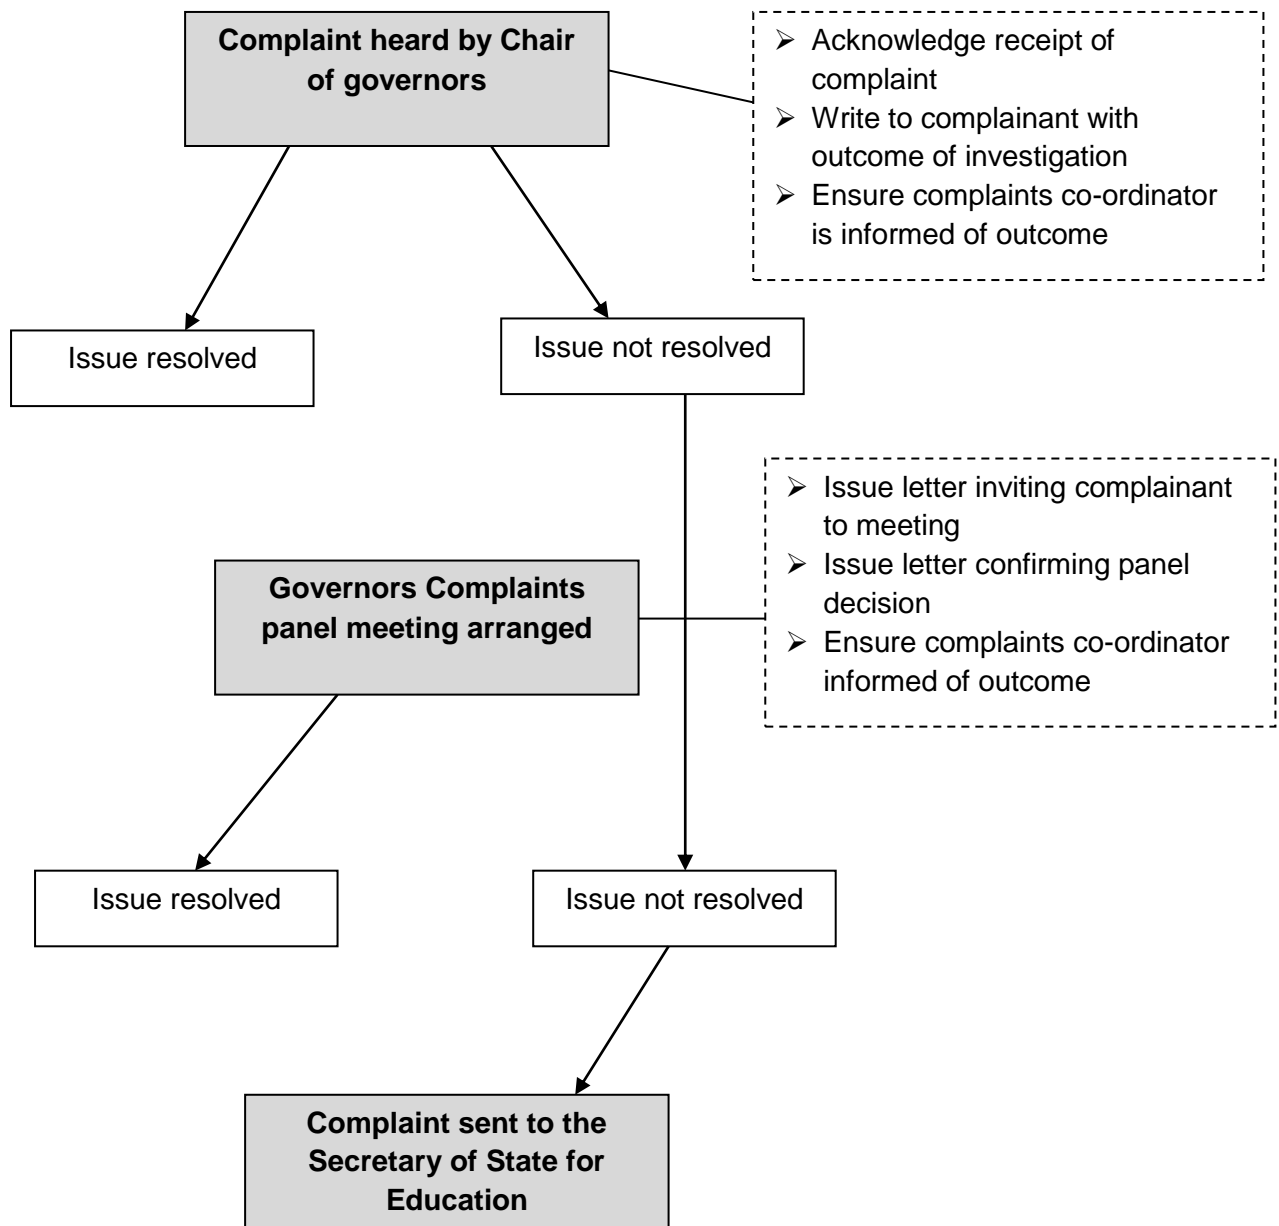 Complaint heard by Chair
of governors
➢ Acknowledge receipt of
complaint
➢ Write to complainant with
outcome of investigation
➢ Ensure complaints co-ordinator
is informed of outcome
Issue resolved
Issue not resolved
➢ Issue letter inviting complainant
to meeting
➢ Issue letter confirming panel
decision
➢ Ensure complaints co-ordinator
informed of outcome
Governors Complaints
panel meeting arranged
Issue resolved
Issue not resolved
Complaint sent to the
Secretary of State for
Education